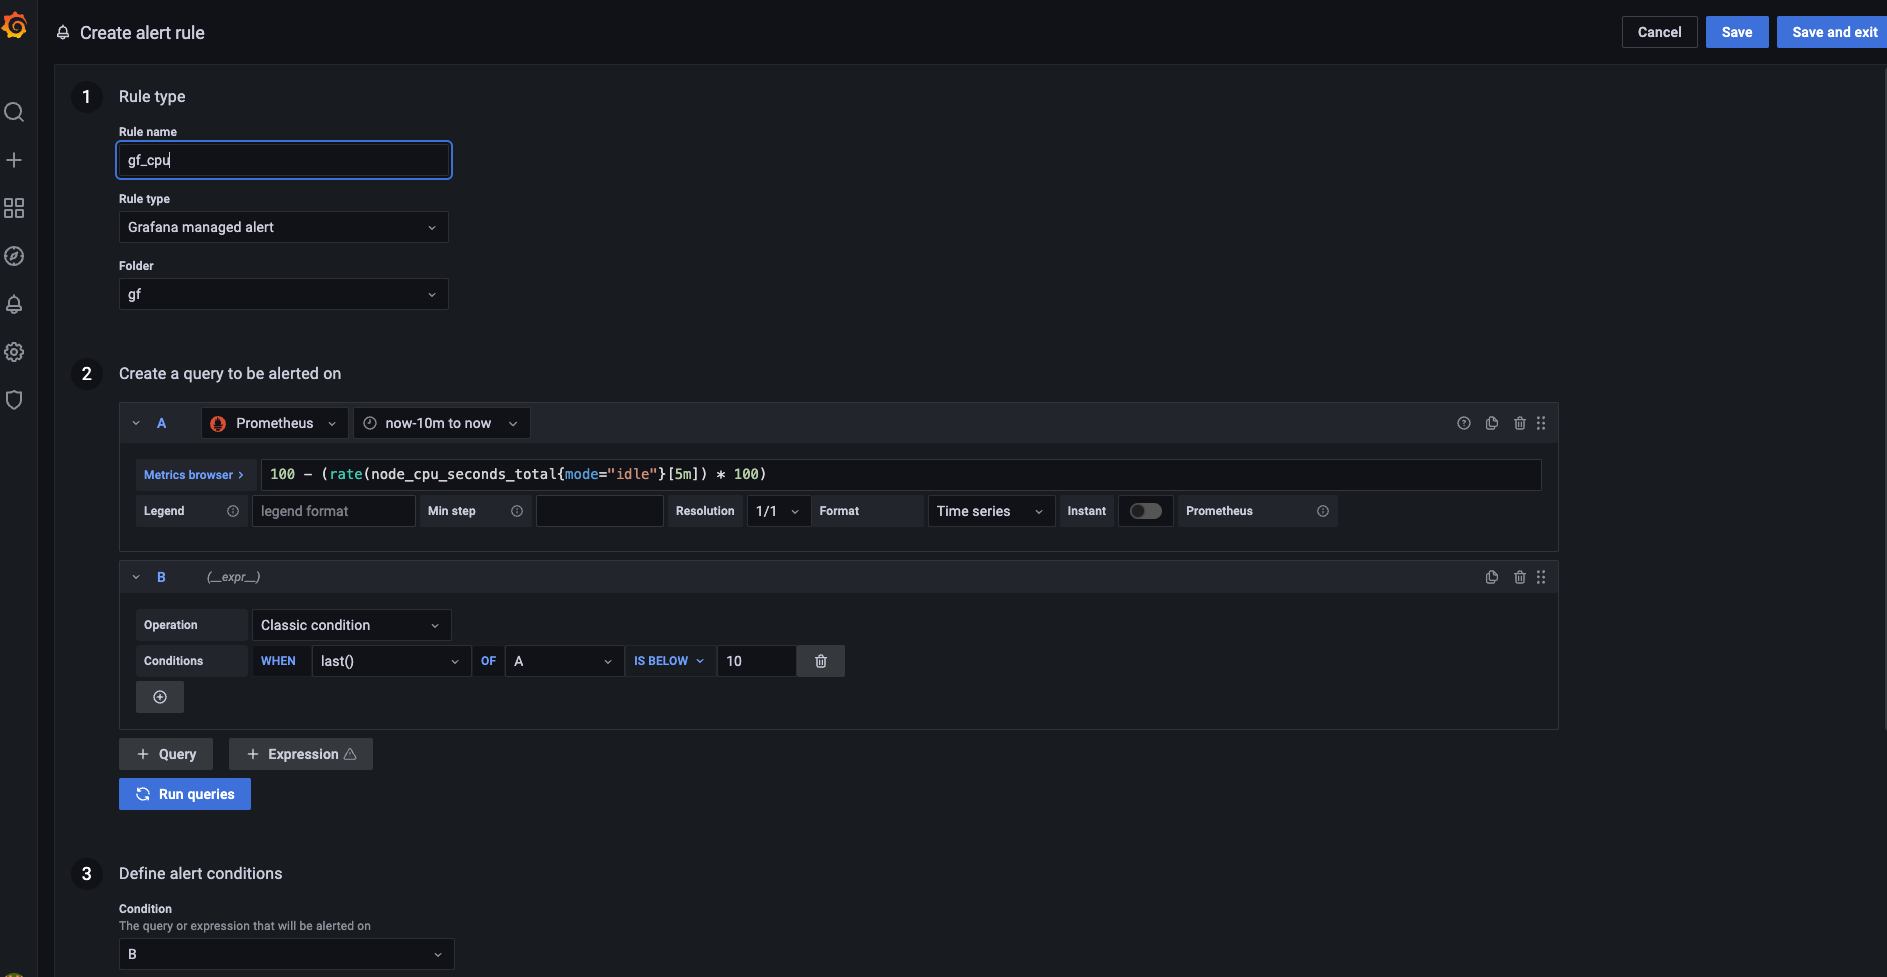 Create alert rule
Cancel
Save
Save and exit
1 Rule type
Rule name
gf_cpu
Rule type
Grafana managed alert
Folder
gf
2 Create a query to be alerted on
A Prometheus now-10m to now
Metrics browser > 100 - (rate(node_cpu_seconds_total{mode="idle"}[5m]) * 100)
Legend legend format Min step Resolution 1/1 Format Time series Instant Prometheus
B (__expr__)
Operation Classic condition
Conditions WHEN last() OF A IS BELOW 10
+ Query + Expression
Run queries
3 Define alert conditions
Condition
The query or expression that will be alerted on
B